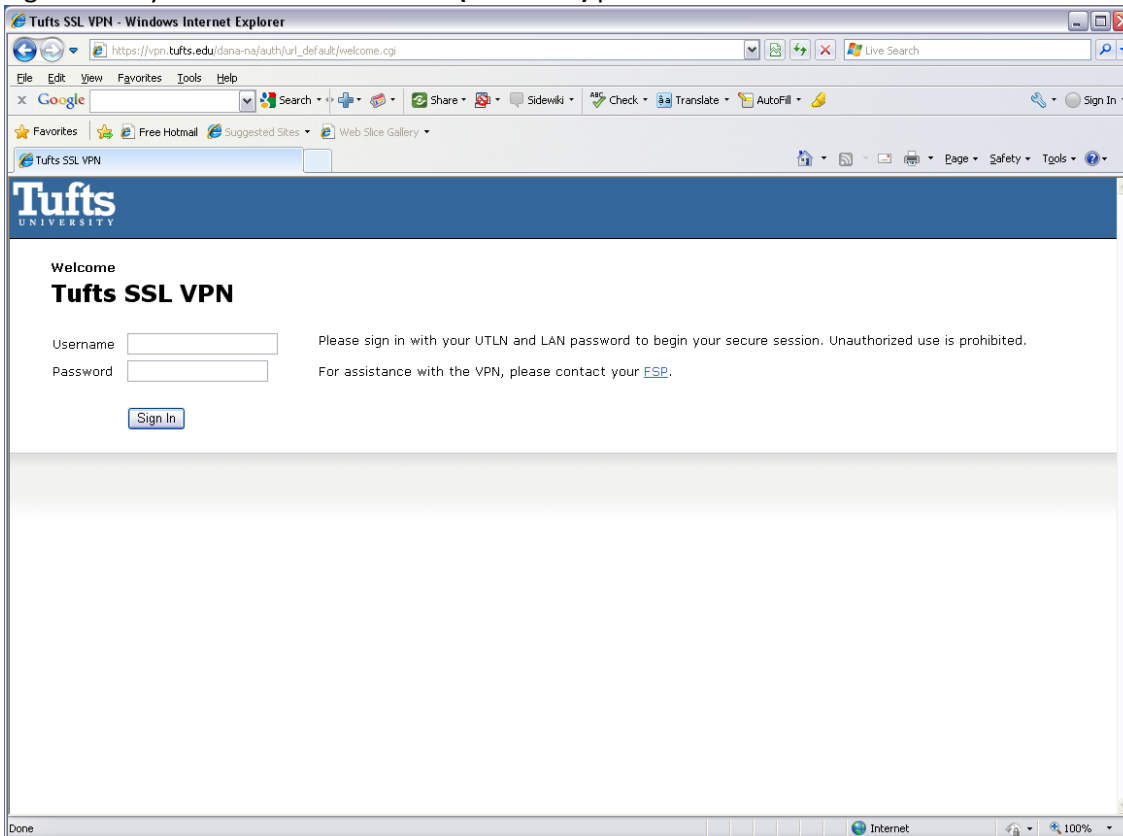 Tufts SSL VPN - Windows Internet Explorer
https://vpn.tufts.edu/dana-na/auth/url_default/welcome.cgi
Live Search
File Edit View Favorites Tools Help
x Google Search Share Sidewiki Check Translate AutoFill Sign In
Favorites Free Hotmail Suggested Sites Web Slice Gallery
Tufts SSL VPN Page Safety Tools
Tufts
UNIVERSITY
Welcome
Tufts SSL VPN
Username
Please sign in with your UTLN and LAN password to begin your secure session. Unauthorized use is prohibited.
Password
For assistance with the VPN, please contact your FSP.
Sign In
Done Internet 100%